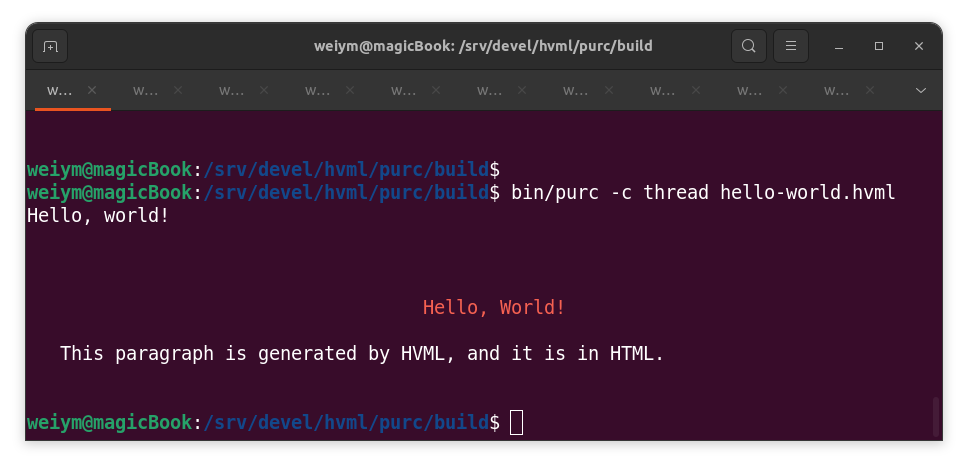 weiym@magicBook: /srv/devel/hvml/purc/build
w... w... w... w... w... w... w... w... w... w...
weiym@magicBook:/srv/devel/hvml/purc/build$
weiym@magicBook:/srv/devel/hvml/purc/build$ bin/purc -c thread hello-world.hvml
Hello, world!
Hello, World!
This paragraph is generated by HVML, and it is in HTML.
weiym@magicBook:/srv/devel/hvml/purc/build$